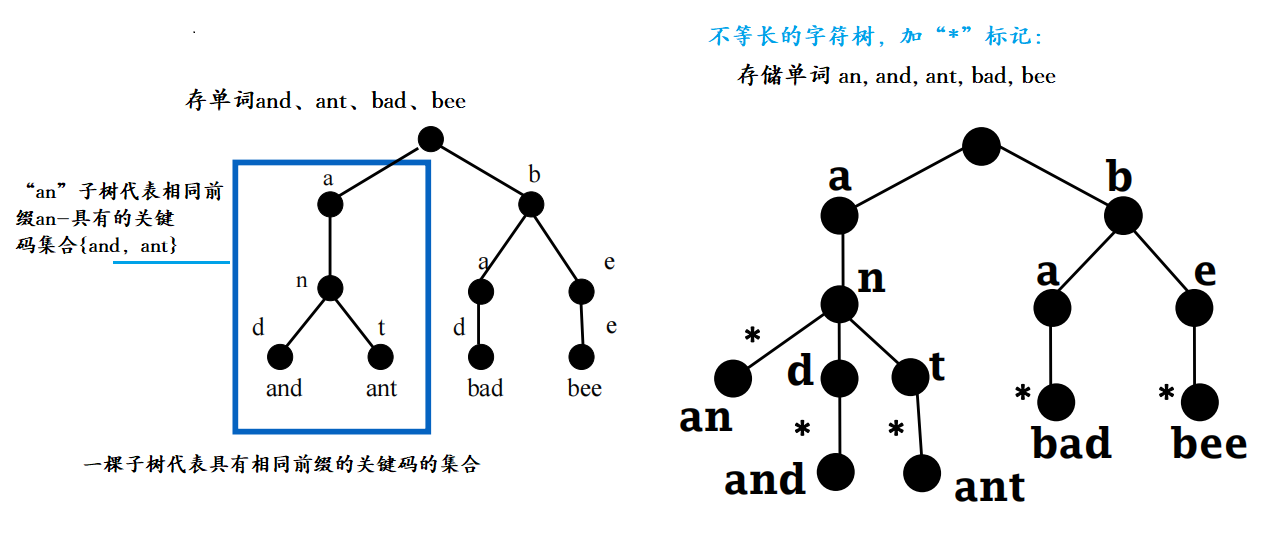 存单词and、ant、bad、bee
a
b
“an”子树代表相同前
缀an-具有的关键
码集合{and, ant}
n
a
e
d
t
d
e
and
ant
bad
bee
一棵子树代表具有相同前缀的关键码的集合
不等长的字符树，加“*”标记：
存储单词 an, and, ant, bad, bee
a
b
n
a
e
*
d
t
an
*
*
*
*
and
ant
bad
bee